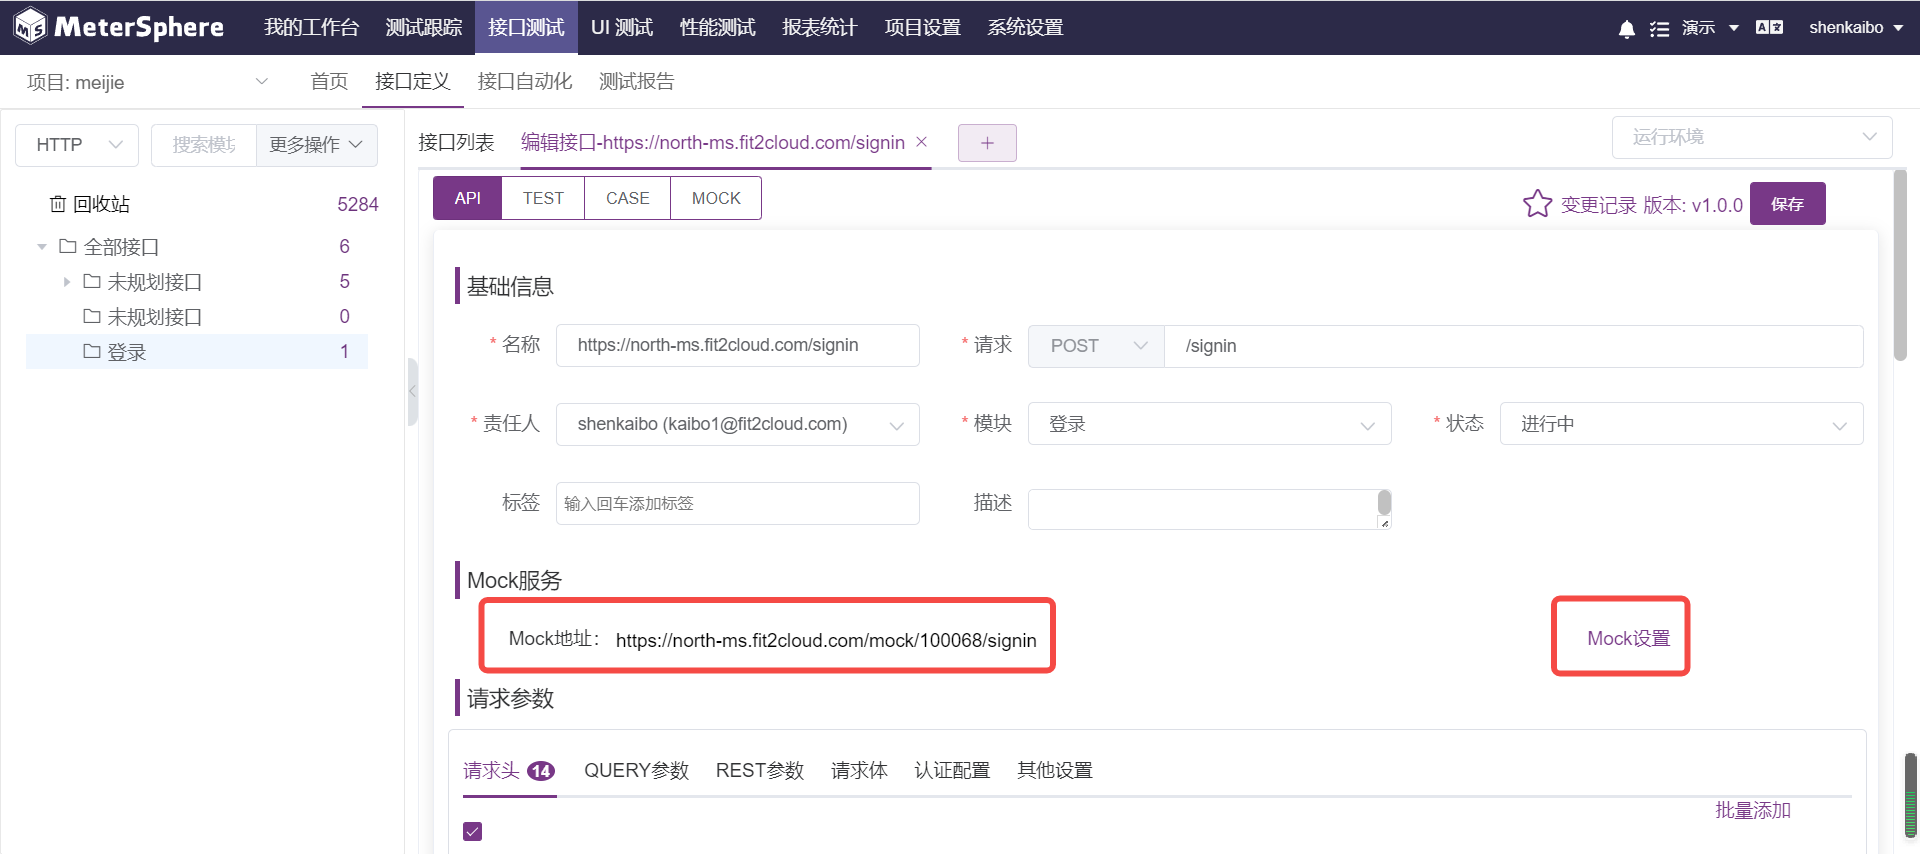 MeterSphere 我的工作台 测试跟踪 接口测试 UI 测试 性能测试 报表统计 项目设置 系统设置 演示 shenkaibo
项目: meijie 首页 接口定义 接口自动化 测试报告
HTTP 搜索模块 更多操作 接口列表 编辑接口-https://north-ms.fit2cloud.com/signin × + 运行环境
API TEST CASE MOCK 变更记录 版本: v1.0.0 保存
回收站 5284
全部接口 6
未规划接口 5
未规划接口 0
登录 1
基础信息
* 名称 https://north-ms.fit2cloud.com/signin * 请求 POST /signin
* 责任人 shenkaibo (kaibo1@fit2cloud.com) * 模块 登录 * 状态 进行中
标签 输入回车添加标签 描述
Mock服务
Mock地址： https://north-ms.fit2cloud.com/mock/100068/signin Mock设置
请求参数
请求头 14 QUERY参数 REST参数 请求体 认证配置 其他设置
批量添加